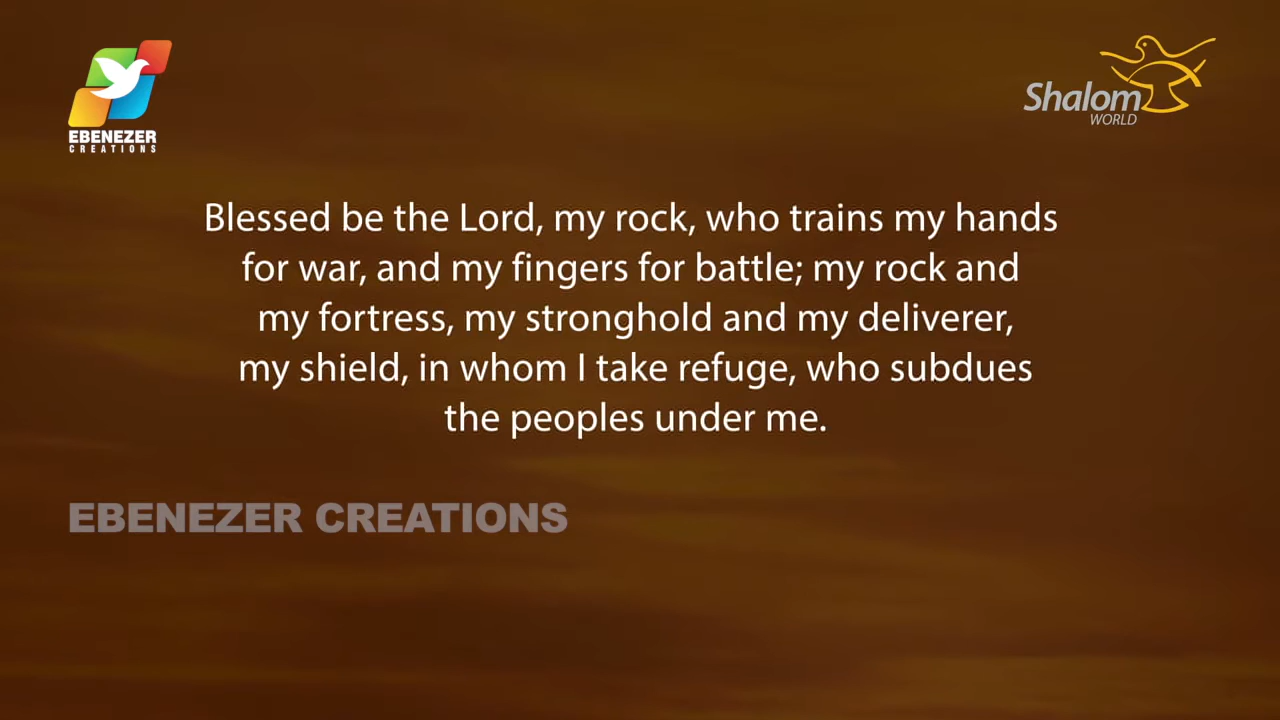 EBENEZER
CREATIONS
Shalom
WORLD
Blessed be the Lord, my rock, who trains my hands
for war, and my fingers for battle; my rock and
my fortress, my stronghold and my deliverer,
my shield, in whom I take refuge, who subdues
the peoples under me.
EBENEZER CREATIONS